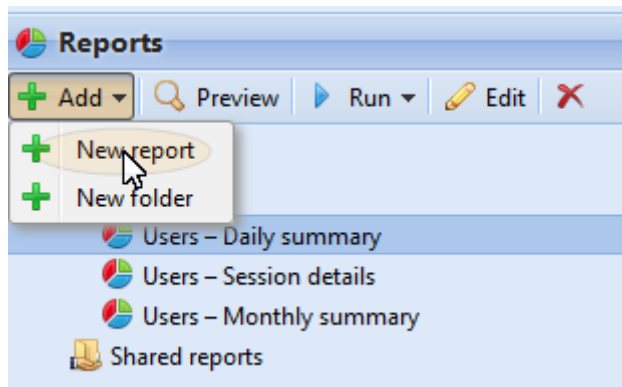 Reports
Add Preview Run Edit
New report
New folder
Users – Daily summary
Users – Session details
Users – Monthly summary
Shared reports